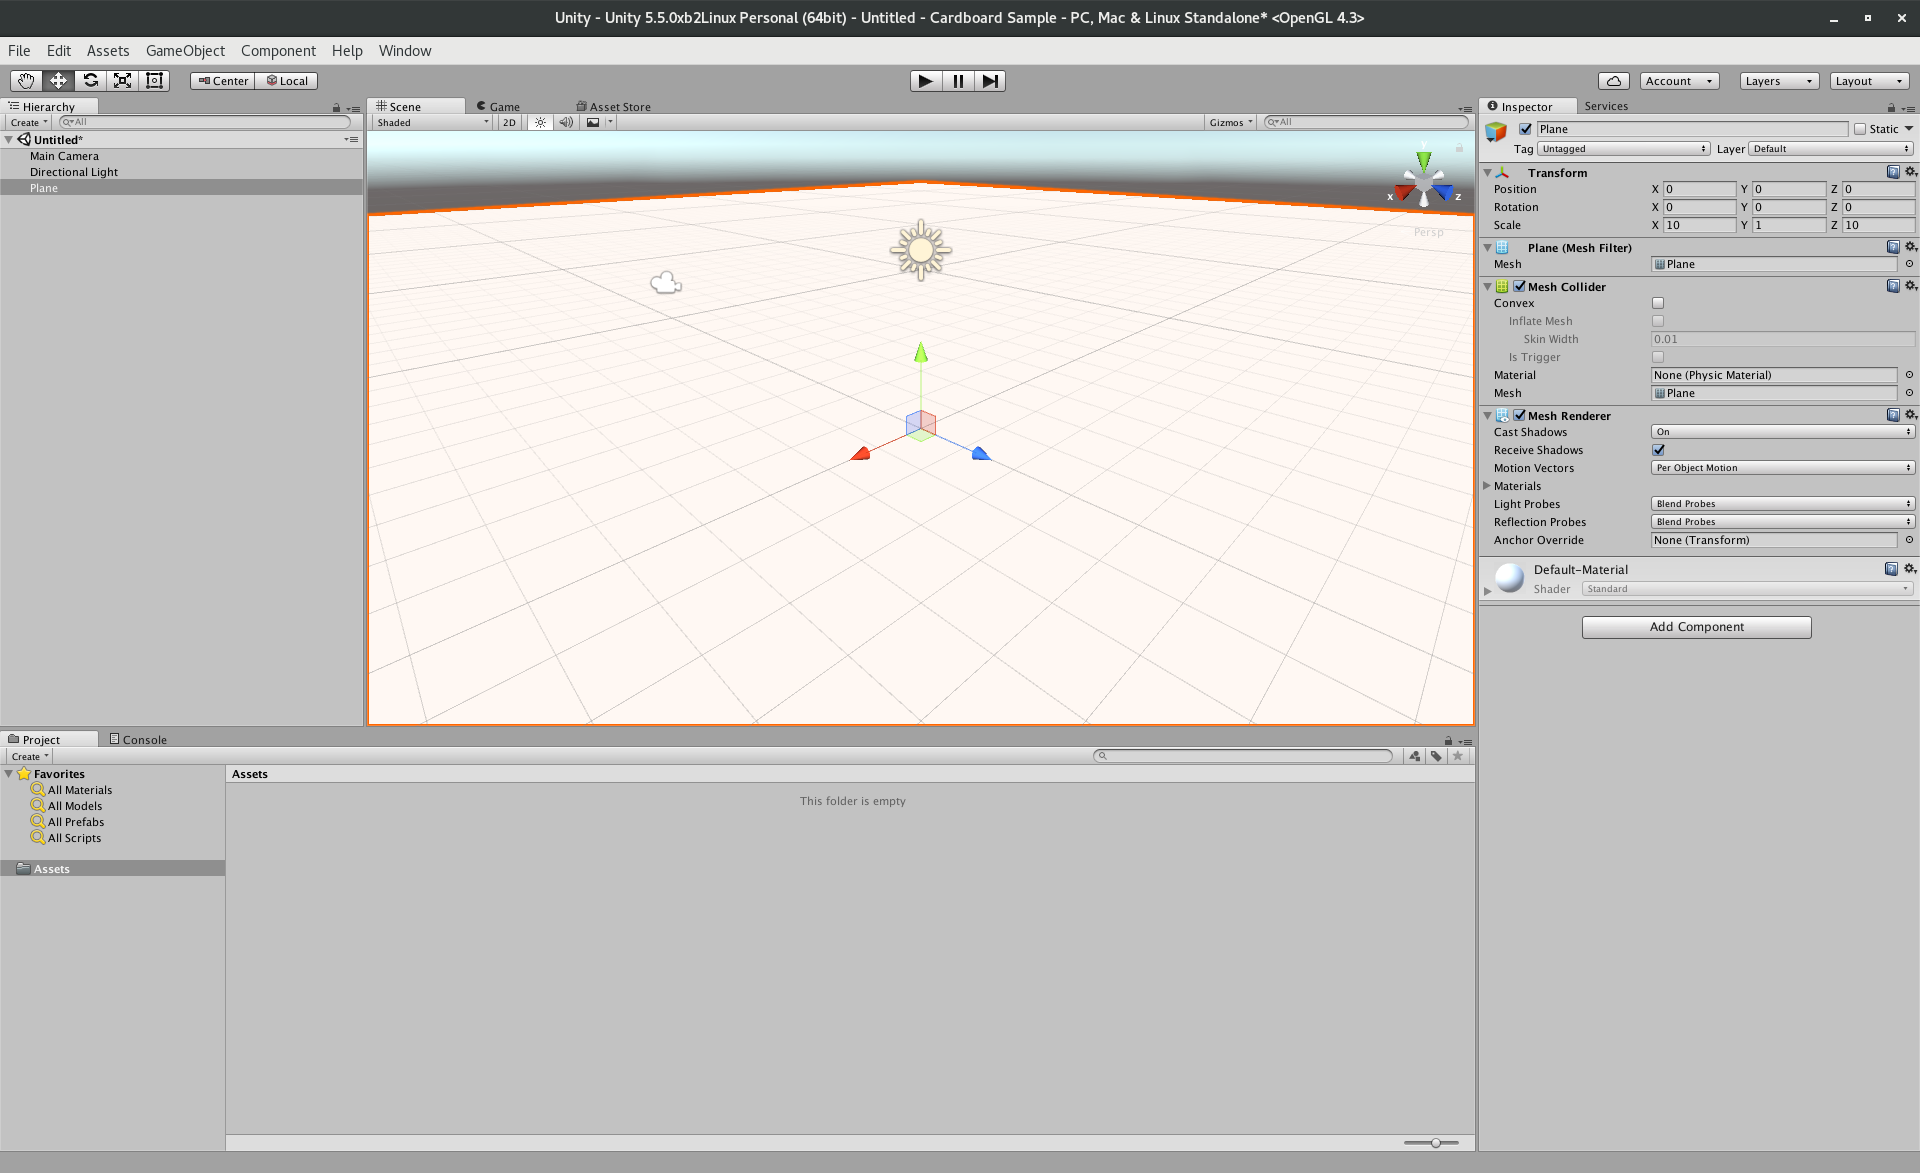 Unity - Unity 5.5.0xb2Linux Personal (64bit) - Untitled - Cardboard Sample - PC, Mac & Linux Standalone* <OpenGL 4.3>
File Edit Assets GameObject Component Help Window
Center Local Account Layers Layout
Hierarchy
Create All
Untitled*
Main Camera
Directional Light
Plane
Scene Game Asset Store
Shaded 2D Gizmos All
y
x z
Persp
Inspector Services
Plane Static
Tag Untagged Layer Default
Transform
Position X 0 Y 0 Z 0
Rotation X 0 Y 0 Z 0
Scale X 10 Y 1 Z 10
Plane (Mesh Filter)
Mesh Plane
Mesh Collider
Convex
Inflate Mesh
Skin Width 0.01
Is Trigger
Material None (Physic Material)
Mesh Plane
Mesh Renderer
Cast Shadows On
Receive Shadows
Motion Vectors Per Object Motion
Materials
Light Probes Blend Probes
Reflection Probes Blend Probes
Anchor Override None (Transform)
Default-Material
Shader Standard
Add Component
Project Console
Create
Favorites
All Materials
All Models
All Prefabs
All Scripts
Assets
Assets
This folder is empty